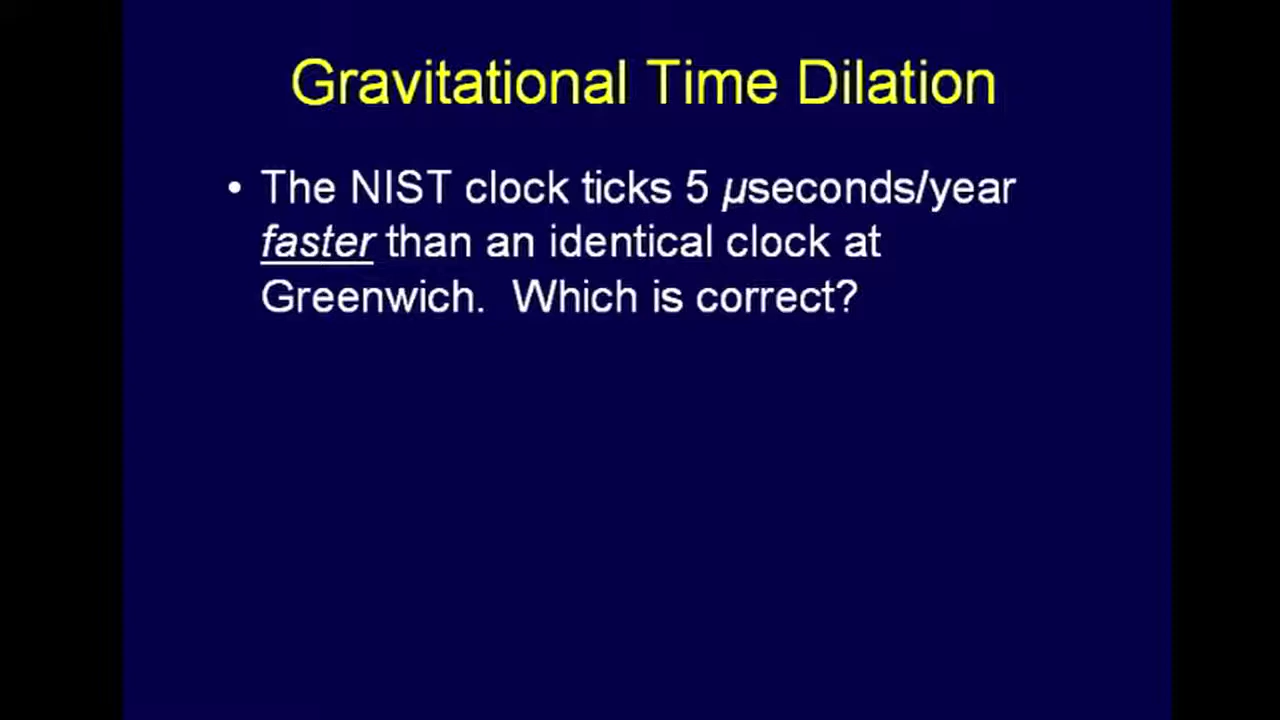 Gravitational Time Dilation
• The NIST clock ticks 5 µseconds/year
faster than an identical clock at
Greenwich.  Which is correct?